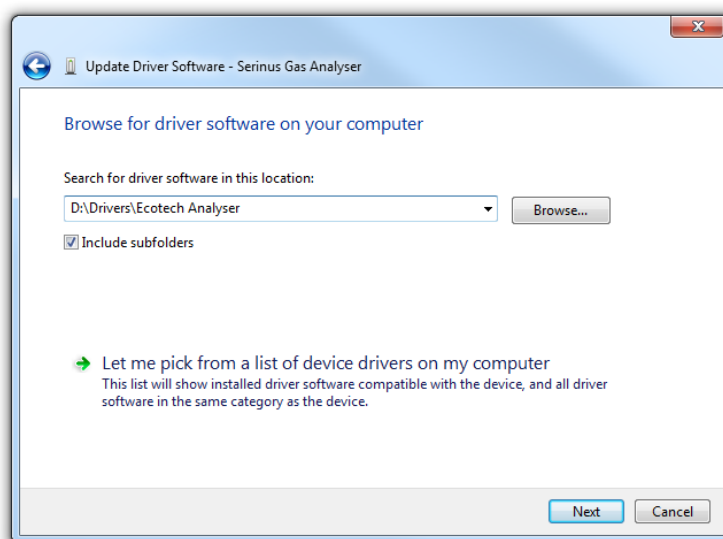 Update Driver Software - Serinus Gas Analyser
Browse for driver software on your computer
Search for driver software in this location:
D:\Drivers\Ecotech Analyser
Browse...
Include subfolders
Let me pick from a list of device drivers on my computer
This list will show installed driver software compatible with the device, and all driver
software in the same category as the device.
Next
Cancel